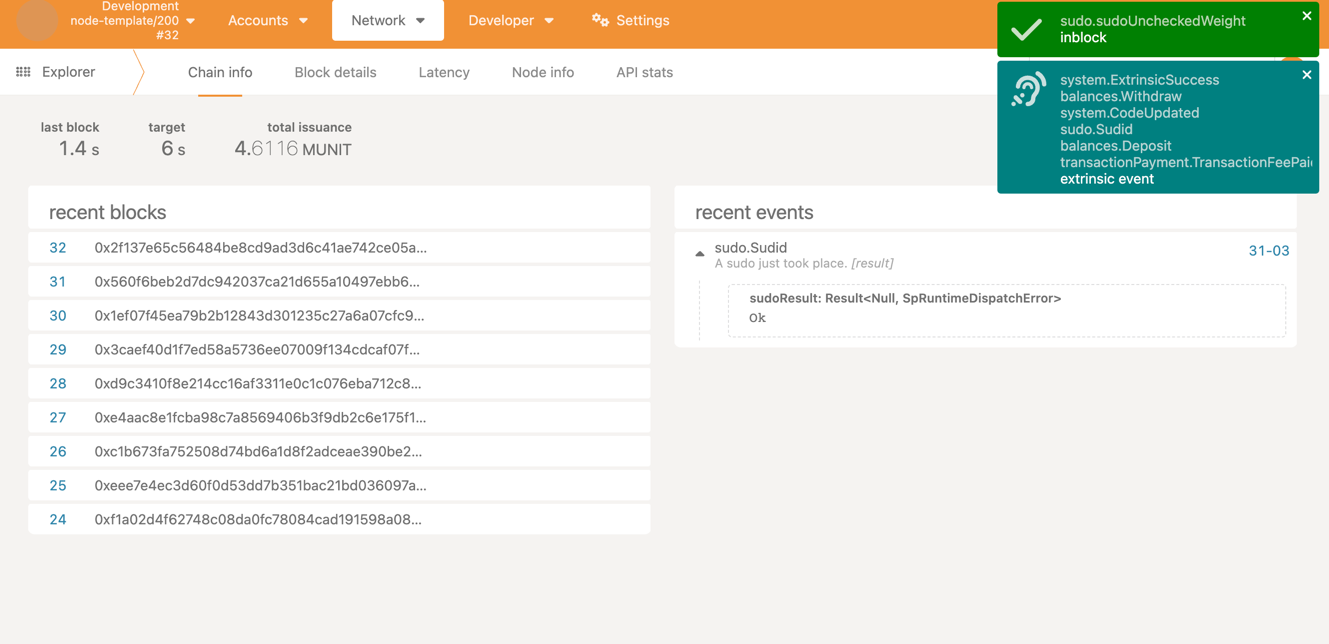 Development
node-template/200
#32
Accounts
Network
Developer
Settings
Explorer
Chain info
Block details
Latency
Node info
API stats
sudo.sudoUncheckedWeight
inblock
system.ExtrinsicSuccess
balances.Withdraw
system.CodeUpdated
sudo.Sudid
balances.Deposit
transactionPayment.TransactionFeePai
extrinsic event
last block
1.4 s
target
6 s
total issuance
4.6116 MUNIT
recent blocks
32 0x2f137e65c56484be8cd9ad3d6c41ae742ce05a...
31 0x560f6beb2d7dc942037ca21d655a10497ebb6...
30 0x1ef07f45ea79b2b12843d301235c27a6a07cfc9...
29 0x3caef40d1f7ed58a5736ee07009f134cdcaf07f...
28 0xd9c3410f8e214cc16af3311e0c1c076eba712c8...
27 0xe4aac8e1fcba98c7a8569406b3f9db2c6e175f1...
26 0xc1b673fa752508d74bd6a1d8f2adceae390be2...
25 0xeee7e4ec3d60f0d53dd7b351bac21bd036097a...
24 0xf1a02d4f62748c08da0fc78084cad191598a08...
recent events
sudo.Sudid
31-03
A sudo just took place. [result]
sudoResult: Result<Null, SpRuntimeDispatchError>
Ok